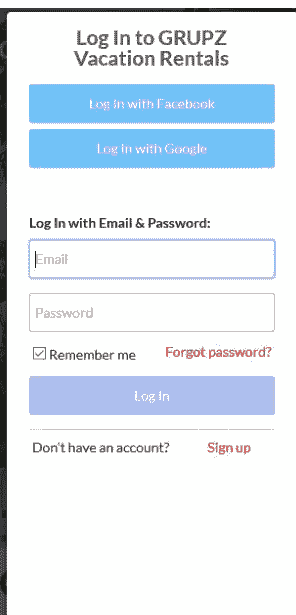 Log In to GRUPZ
Vacation Rentals
Log In with Facebook
Log In with Google
Log In with Email & Password:
Email
Password
Remember me Forgot password?
Log In
Don't have an account? Sign up